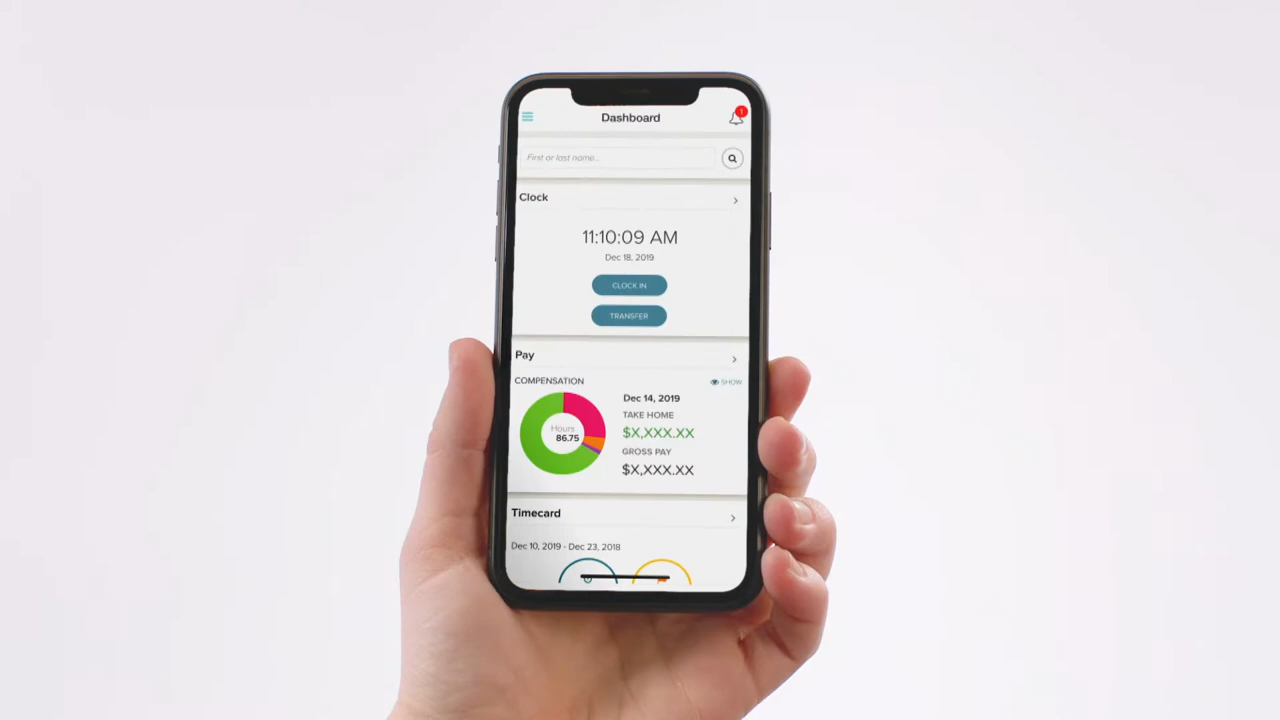 Dashboard
1
First or last name...
Clock
11:10:09 AM
Dec 18, 2019
CLOCK IN
TRANSFER
Pay
COMPENSATION
SHOW
Hours
86.75
Dec 14, 2019
TAKE HOME
$X,XXX.XX
GROSS PAY
$X,XXX.XX
Timecard
Dec 10, 2019 - Dec 23, 2018